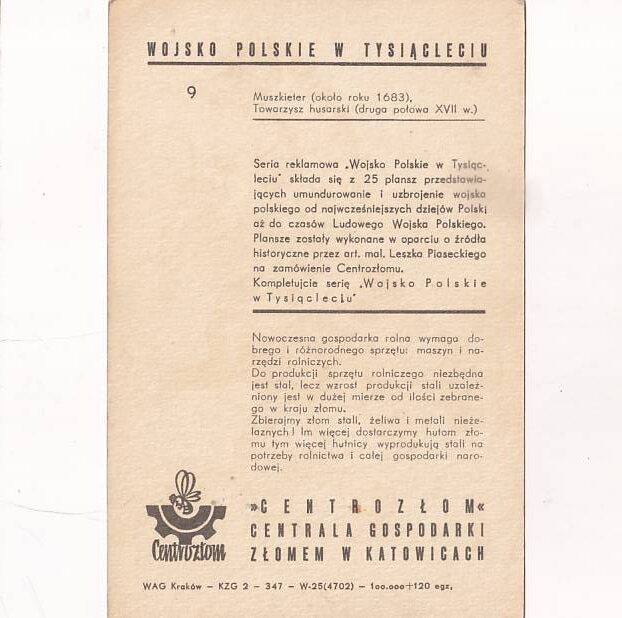 WOJSKO POLSKIE W TYSIĄCLECIU
9
Muszkieter (około roku 1683),
Towarzysz husarski (druga połowa XVII w.)
Seria reklamowa „Wojsko Polskie w Tysiąc-
leciu" składa się z 25 plansz przedstawia-
jących umundurowanie i uzbrojenie wojska
polskiego od najwcześniejszych dziejów Polski
aż do czasów Ludowego Wojska Polskiego.
Plansze zostały wykonane w oparciu o źródła
historyczne przez art. mal. Leszka Piaseckiego
na zamówienie Centrozłomu.
Kompletujcie serię „Wojsko Polskie
w Tysiącleciu"
Nowoczesna gospodarka rolna wymaga do-
brego i różnorodnego sprzętu: maszyn i na-
rzędzi rolniczych.
Do produkcji sprzętu rolniczego niezbędna
jest stal, lecz wzrost produkcji stali uzależ-
niony jest w dużej mierze od ilości zebrane-
go w kraju złomu.
Zbierajmy złom stali, żeliwa i metali nieże-
laznych! Im więcej dostarczymy hutom zło-
mu tym więcej hutnicy wyprodukują stali na
potrzeby rolnictwa i całej gospodarki naro-
dowej.
»CENTROZŁOM«
CENTRALA GOSPODARKI
ZŁOMEM W KATOWICACH
Centrozłom
WAG Kraków – KZG 2 – 347 – W-25(4702) – 100.000+120 egz,